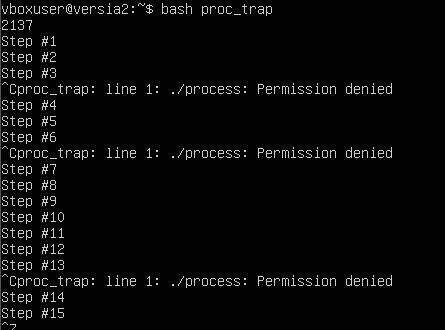 vboxuser@versia2:~$ bash proc_trap
2137
Step #1
Step #2
Step #3
^Cproc_trap: line 1: ./process: Permission denied
Step #4
Step #5
Step #6
^Cproc_trap: line 1: ./process: Permission denied
Step #7
Step #8
Step #9
Step #10
Step #11
Step #12
Step #13
^Cproc_trap: line 1: ./process: Permission denied
Step #14
Step #15
^Z